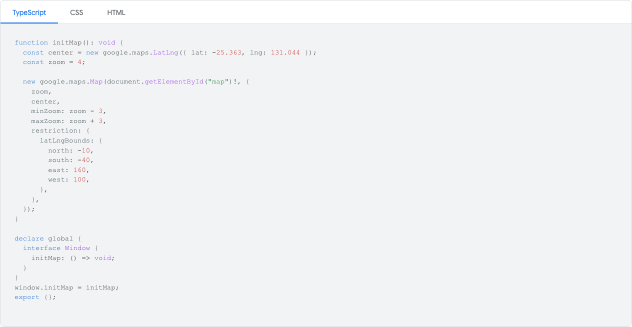 TypeScript CSS HTML
function initMap(): void {
const center = new google.maps.LatLng({ lat: -25.363, lng: 131.044 });
const zoom = 4;
new google.maps.Map(document.getElementById("map")!, {
zoom,
center,
minZoom: zoom - 3,
maxZoom: zoom + 3,
restriction: {
latLngBounds: {
north: -10,
south: -40,
east: 160,
west: 100,
},
},
});
}
declare global {
interface Window {
initMap: () => void;
}
}
window.initMap = initMap;
export {};